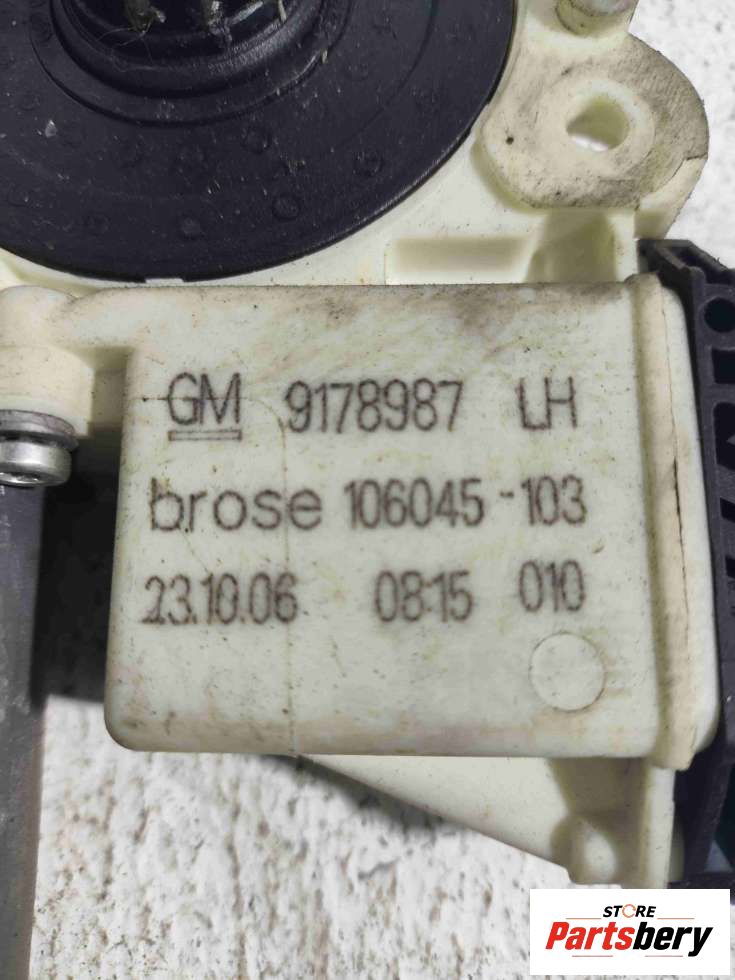 GM 9178987 LH
brose 106045-103
23.10.06 08:15 010
STORE
Partsbery